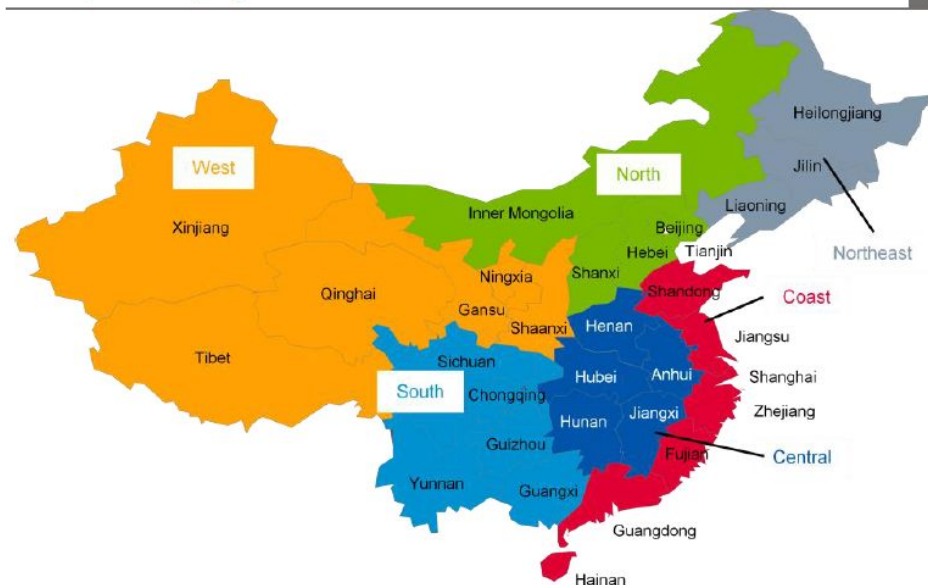 Heilongjiang
West
Jilin
North
Liaoning
Inner Mongolia
Xinjiang
Beijing
Hebei
Tianjin
Northeast
Shanxi
Ningxia
Qinghai
Shandong
Coast
Gansu
Shaanxi
Henan
Jiangsu
Tibet
Sichuan
Hubei
Anhui
Shanghai
South
Chongqing
Hunan
Jiangxi
Zhejiang
Guizhou
Fujian
Central
Yunnan
Guangxi
Guangdong
Hainan